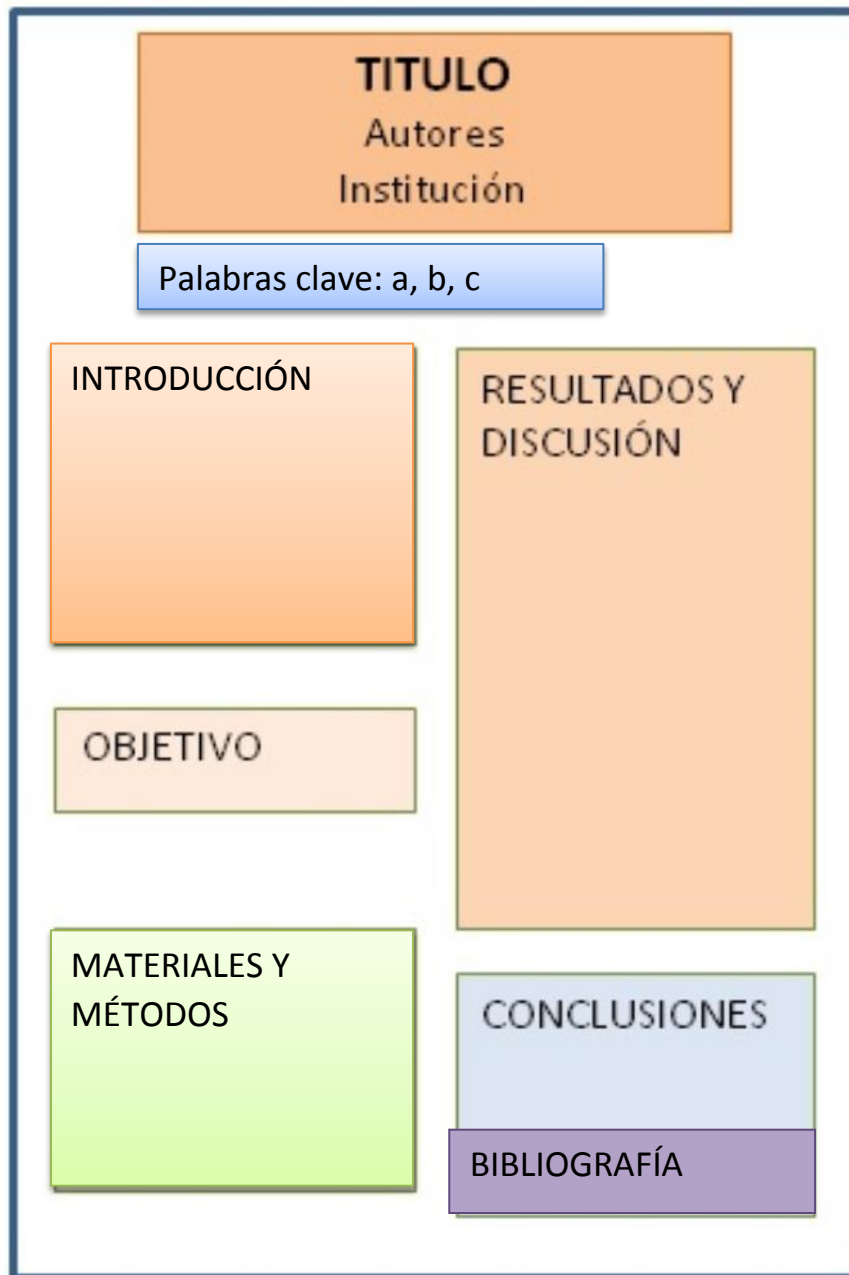 TITULO
Autores
Institución
Palabras clave: a, b, c
INTRODUCCIÓN
OBJETIVO
MATERIALES Y
MÉTODOS
RESULTADOS Y
DISCUSIÓN
CONCLUSIONES
BIBLIOGRAFÍA